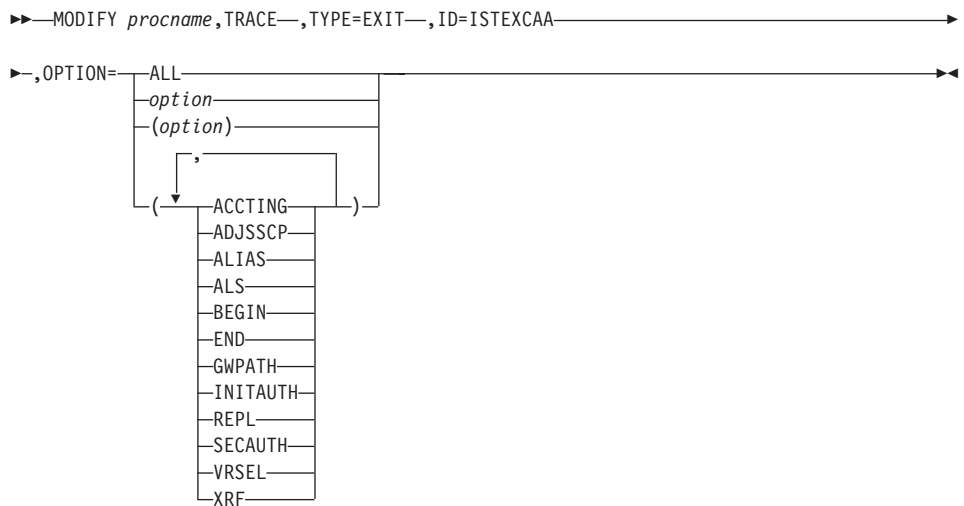 MODIFY procname,TRACE ,TYPE=EXIT ,ID=ISTEXCAA
,OPTION= ALL
option
(option)
,
( ACCTING )
ADJSSCP
ALIAS
ALS
BEGIN
END
GWPATH
INITAUTH
REPL
SECAUTH
VRSEL
XRF